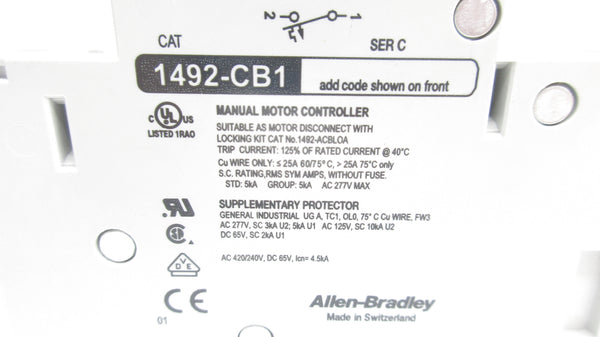 2 1
CAT SER C
1492-CB1 add code shown on front
C UL US
LISTED 1RA0
MANUAL MOTOR CONTROLLER
SUITABLE AS MOTOR DISCONNECT WITH
LOCKING KIT CAT No.1492-ACBLOA
TRIP CURRENT: 125% OF RATED CURRENT @ 40°C
Cu WIRE ONLY: ≤ 25A 60/75°C, > 25A 75°C only
S.C. RATING,RMS SYM AMPS, WITHOUT FUSE.
STD: 5kA GROUP: 5kA AC 277V MAX
SUPPLEMENTARY PROTECTOR
GENERAL INDUSTRIAL UG A, TC1, OL0, 75° C Cu WIRE, FW3
AC 277V, SC 3kA U2; 5kA U1 AC 125V, SC 10kA U2
DC 65V, SC 2kA U1
AC 420/240V, DC 65V, Icn= 4.5kA
VDE
CE
01
Allen-Bradley
Made in Switzerland